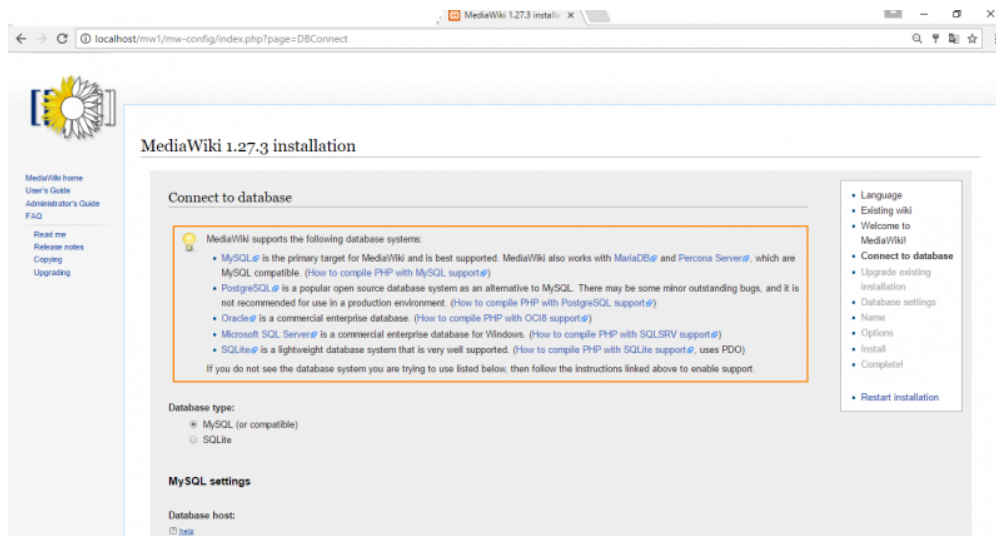 MediaWiki 1.27.3 installa
localhost/mw1/mw-config/index.php?page=DBConnect
MediaWiki home
User's Guide
Administrator's Guide
FAQ
Read me
Release notes
Copying
Upgrading
MediaWiki 1.27.3 installation
Connect to database
MediaWiki supports the following database systems:
• MySQL is the primary target for MediaWiki and is best supported. MediaWiki also works with MariaDB and Percona Server, which are
MySQL compatible. (How to compile PHP with MySQL support)
• PostgreSQL is a popular open source database system as an alternative to MySQL. There may be some minor outstanding bugs, and it is
not recommended for use in a production environment. (How to compile PHP with PostgreSQL support)
• Oracle is a commercial enterprise database. (How to compile PHP with OCI8 support)
• Microsoft SQL Server is a commercial enterprise database for Windows. (How to compile PHP with SQLSRV support)
• SQLite is a lightweight database system that is very well supported. (How to compile PHP with SQLite support, uses PDO)
If you do not see the database system you are trying to use listed below, then follow the instructions linked above to enable support.
Database type:
MySQL (or compatible)
SQLite
MySQL settings
Database host:
help
• Language
• Existing wiki
• Welcome to
MediaWiki!
• Connect to database
• Upgrade existing
installation
• Database settings
• Name
• Options
• Install
• Complete!
• Restart installation